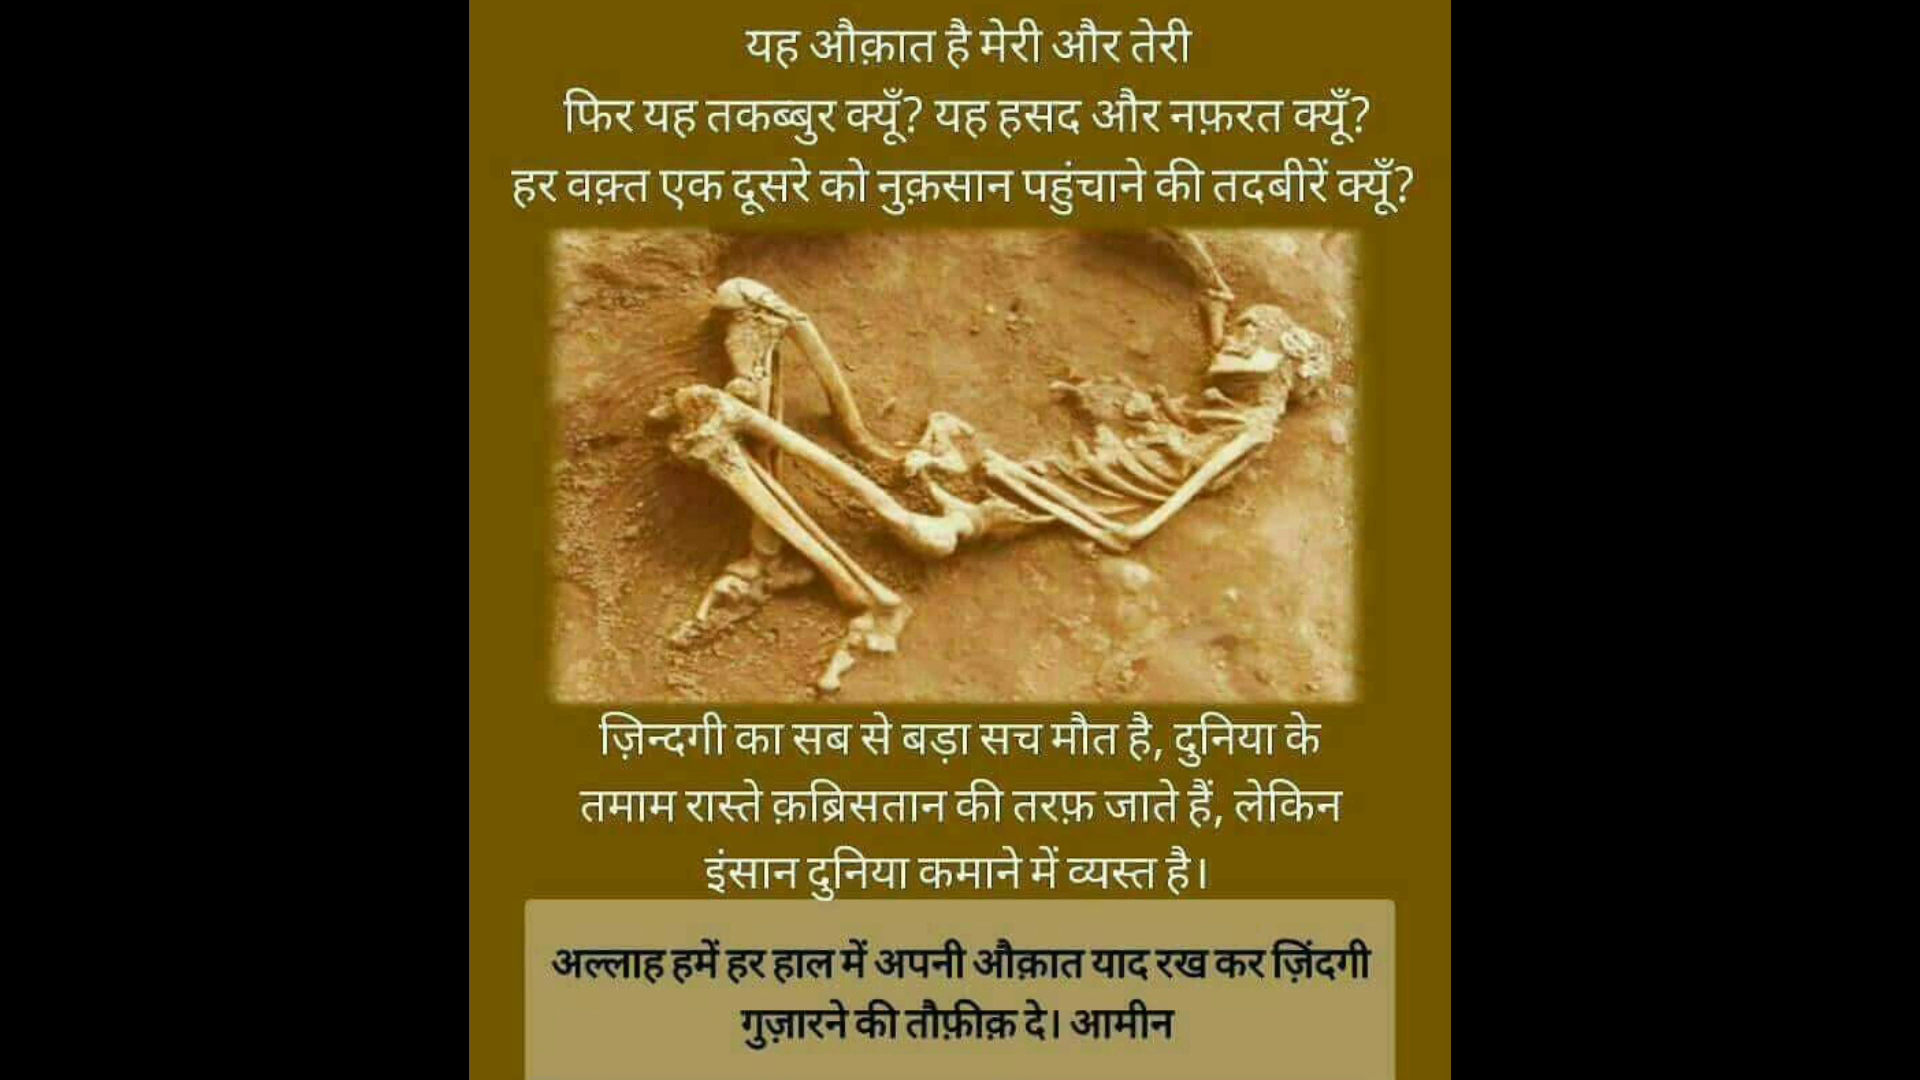 यह औक़ात है मेरी और तेरी
फिर यह तकब्बुर क्यूँ? यह हसद और नफ़रत क्यूँ?
हर वक़्त एक दूसरे को नुक़सान पहुंचाने की तदबीरें क्यूँ?
ज़िन्दगी का सब से बड़ा सच मौत है, दुनिया के
तमाम रास्ते क़ब्रिसतान की तरफ़ जाते हैं, लेकिन
इंसान दुनिया कमाने में व्यस्त है।
अल्लाह हमें हर हाल में अपनी औक़ात याद रख कर ज़िंदगी
गुज़ारने की तौफ़ीक़ दे। आमीन